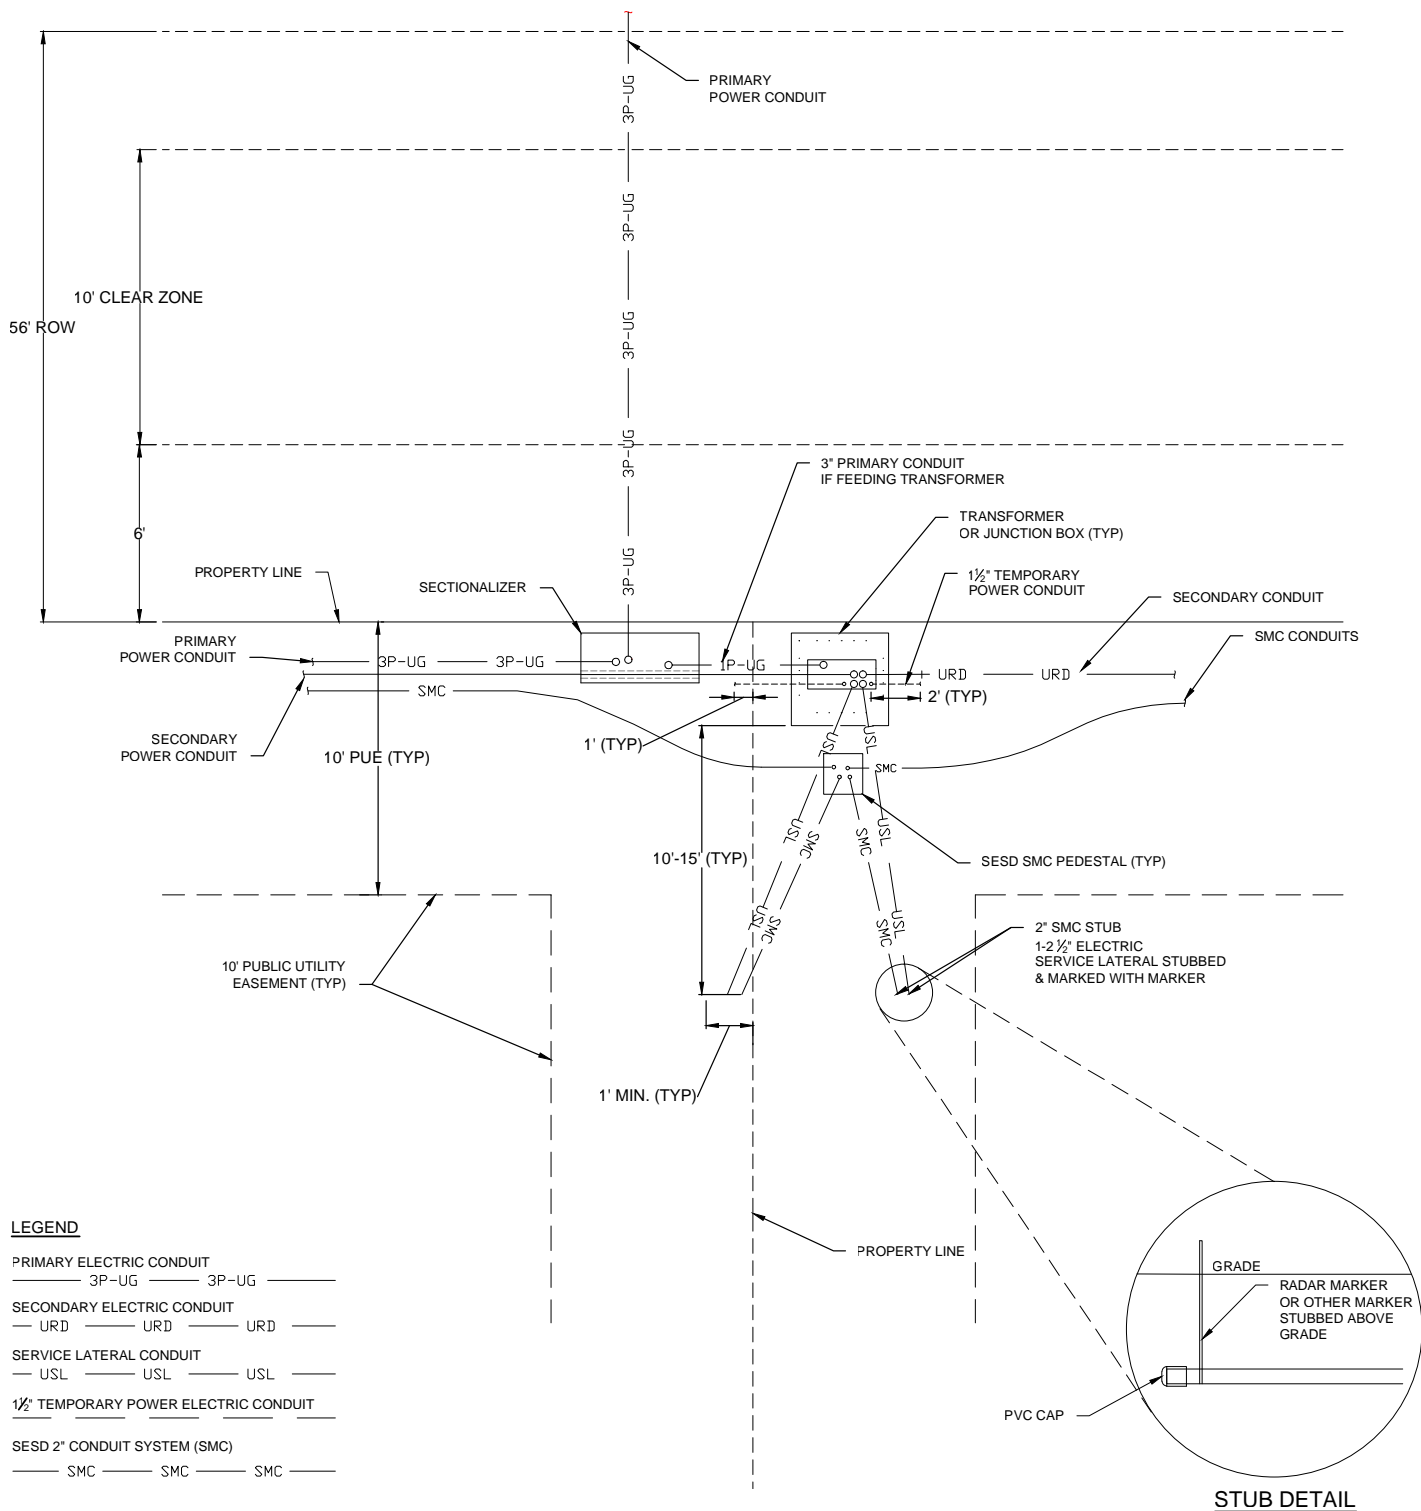 PRIMARY
POWER CONDUIT
3P-UG
3P-UG
10' CLEAR ZONE
56' ROW
3P-UG
3P-UG
3" PRIMARY CONDUIT
IF FEEDING TRANSFORMER
TRANSFORMER
OR JUNCTION BOX (TYP)
6'
3P-UG
PROPERTY LINE
SECTIONALIZER
1½" TEMPORARY
POWER CONDUIT
SECONDARY CONDUIT
SMC CONDUITS
PRIMARY
POWER CONDUIT
3P-UG
3P-UG
1P-UG
URD
URD
SMC
2' (TYP)
SECONDARY
POWER CONDUIT
10' PUE (TYP)
1' (TYP)
USL
USL
SMC
USL
SMC
SMC
USL
10'-15' (TYP)
SESD SMC PEDESTAL (TYP)
USL
SMC
SMC
USL
2" SMC STUB
1-2 ½" ELECTRIC
SERVICE LATERAL STUBBED
& MARKED WITH MARKER
10' PUBLIC UTILITY
EASEMENT (TYP)
1' MIN. (TYP)
PROPERTY LINE
LEGEND
PRIMARY ELECTRIC CONDUIT
3P-UG 3P-UG
SECONDARY ELECTRIC CONDUIT
URD URD URD
SERVICE LATERAL CONDUIT
USL USL USL
1½" TEMPORARY POWER ELECTRIC CONDUIT
SESD 2" CONDUIT SYSTEM (SMC)
SMC SMC SMC
GRADE
RADAR MARKER
OR OTHER MARKER
STUBBED ABOVE
GRADE
PVC CAP
STUB DETAIL